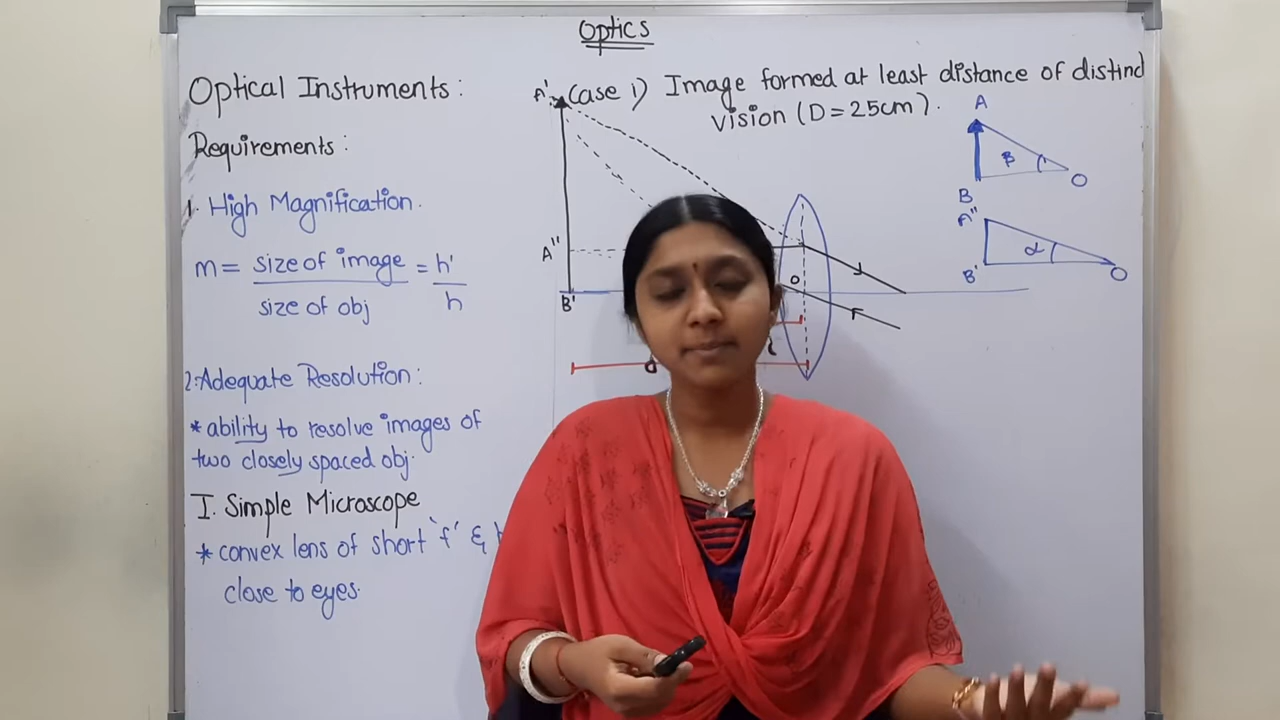 Optics
Optical Instruments:
Requirements:
1. High Magnification.
m = size of image / size of obj = h' / h
2. Adequate Resolution:
* ability to resolve images of
two closely spaced obj.
I. Simple Microscope
* convex lens of short 'f' &
close to eyes.
(Case 1) Image formed at least distance of distinct
vision (D = 25cm).
A'
A"
B'
O
A
β
B
O
A"
α
B'
O